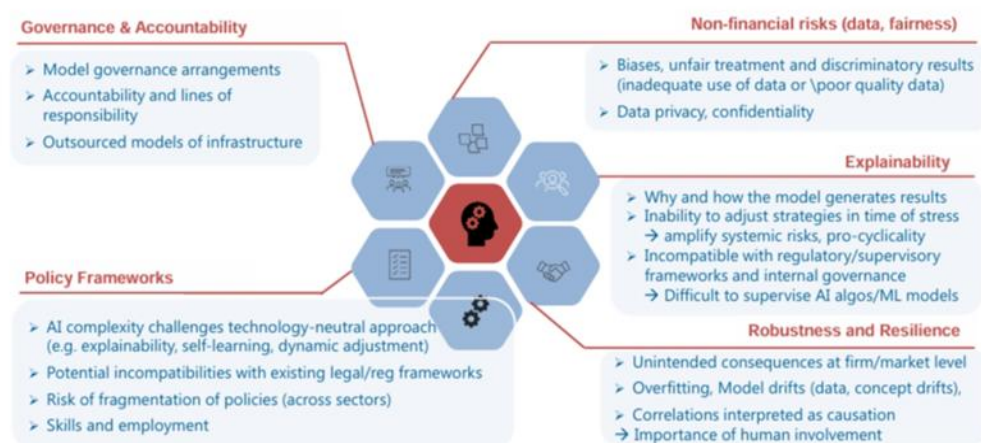 Governance & Accountability
➢ Model governance arrangements
➢ Accountability and lines of
responsibility
➢ Outsourced models of infrastructure
Non-financial risks (data, fairness)
➢ Biases, unfair treatment and discriminatory results
(inadequate use of data or \poor quality data)
➢ Data privacy, confidentiality
Explainability
➢ Why and how the model generates results
➢ Inability to adjust strategies in time of stress
→ amplify systemic risks, pro-cyclicality
➢ Incompatible with regulatory/supervisory
frameworks and internal governance
→ Difficult to supervise AI algos/ML models
Policy Frameworks
➢ AI complexity challenges technology-neutral approach
(e.g. explainability, self-learning, dynamic adjustment)
➢ Potential incompatibilities with existing legal/reg frameworks
➢ Risk of fragmentation of policies (across sectors)
➢ Skills and employment
Robustness and Resilience
➢ Unintended consequences at firm/market level
➢ Overfitting, Model drifts (data, concept drifts),
➢ Correlations interpreted as causation
→ Importance of human involvement